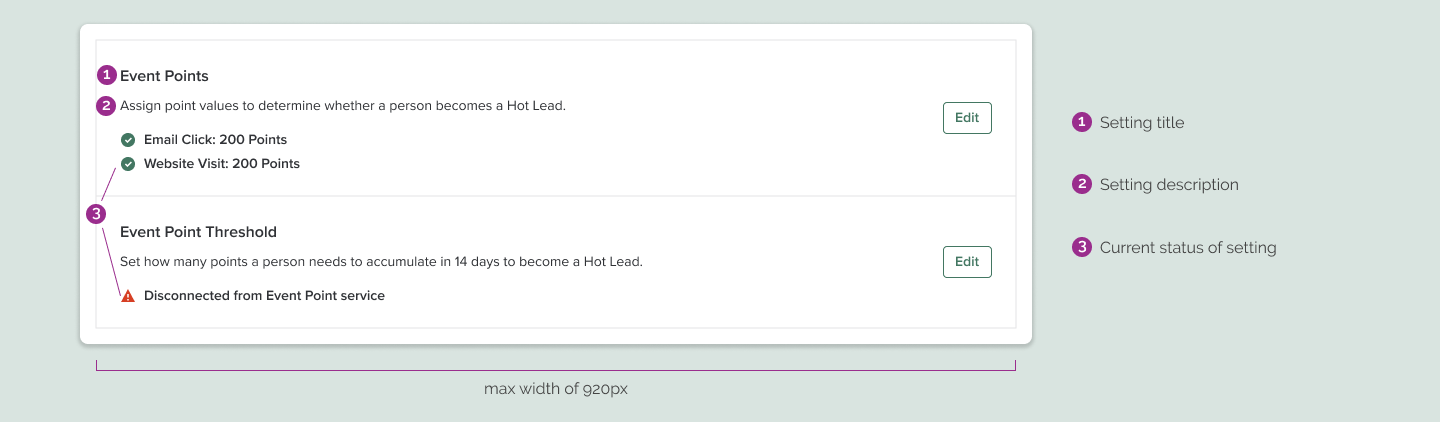 1 Event Points
2 Assign point values to determine whether a person becomes a Hot Lead.
Edit
Email Click: 200 Points
Website Visit: 200 Points
3
Event Point Threshold
Set how many points a person needs to accumulate in 14 days to become a Hot Lead.
Edit
Disconnected from Event Point service
max width of 920px
1 Setting title
2 Setting description
3 Current status of setting